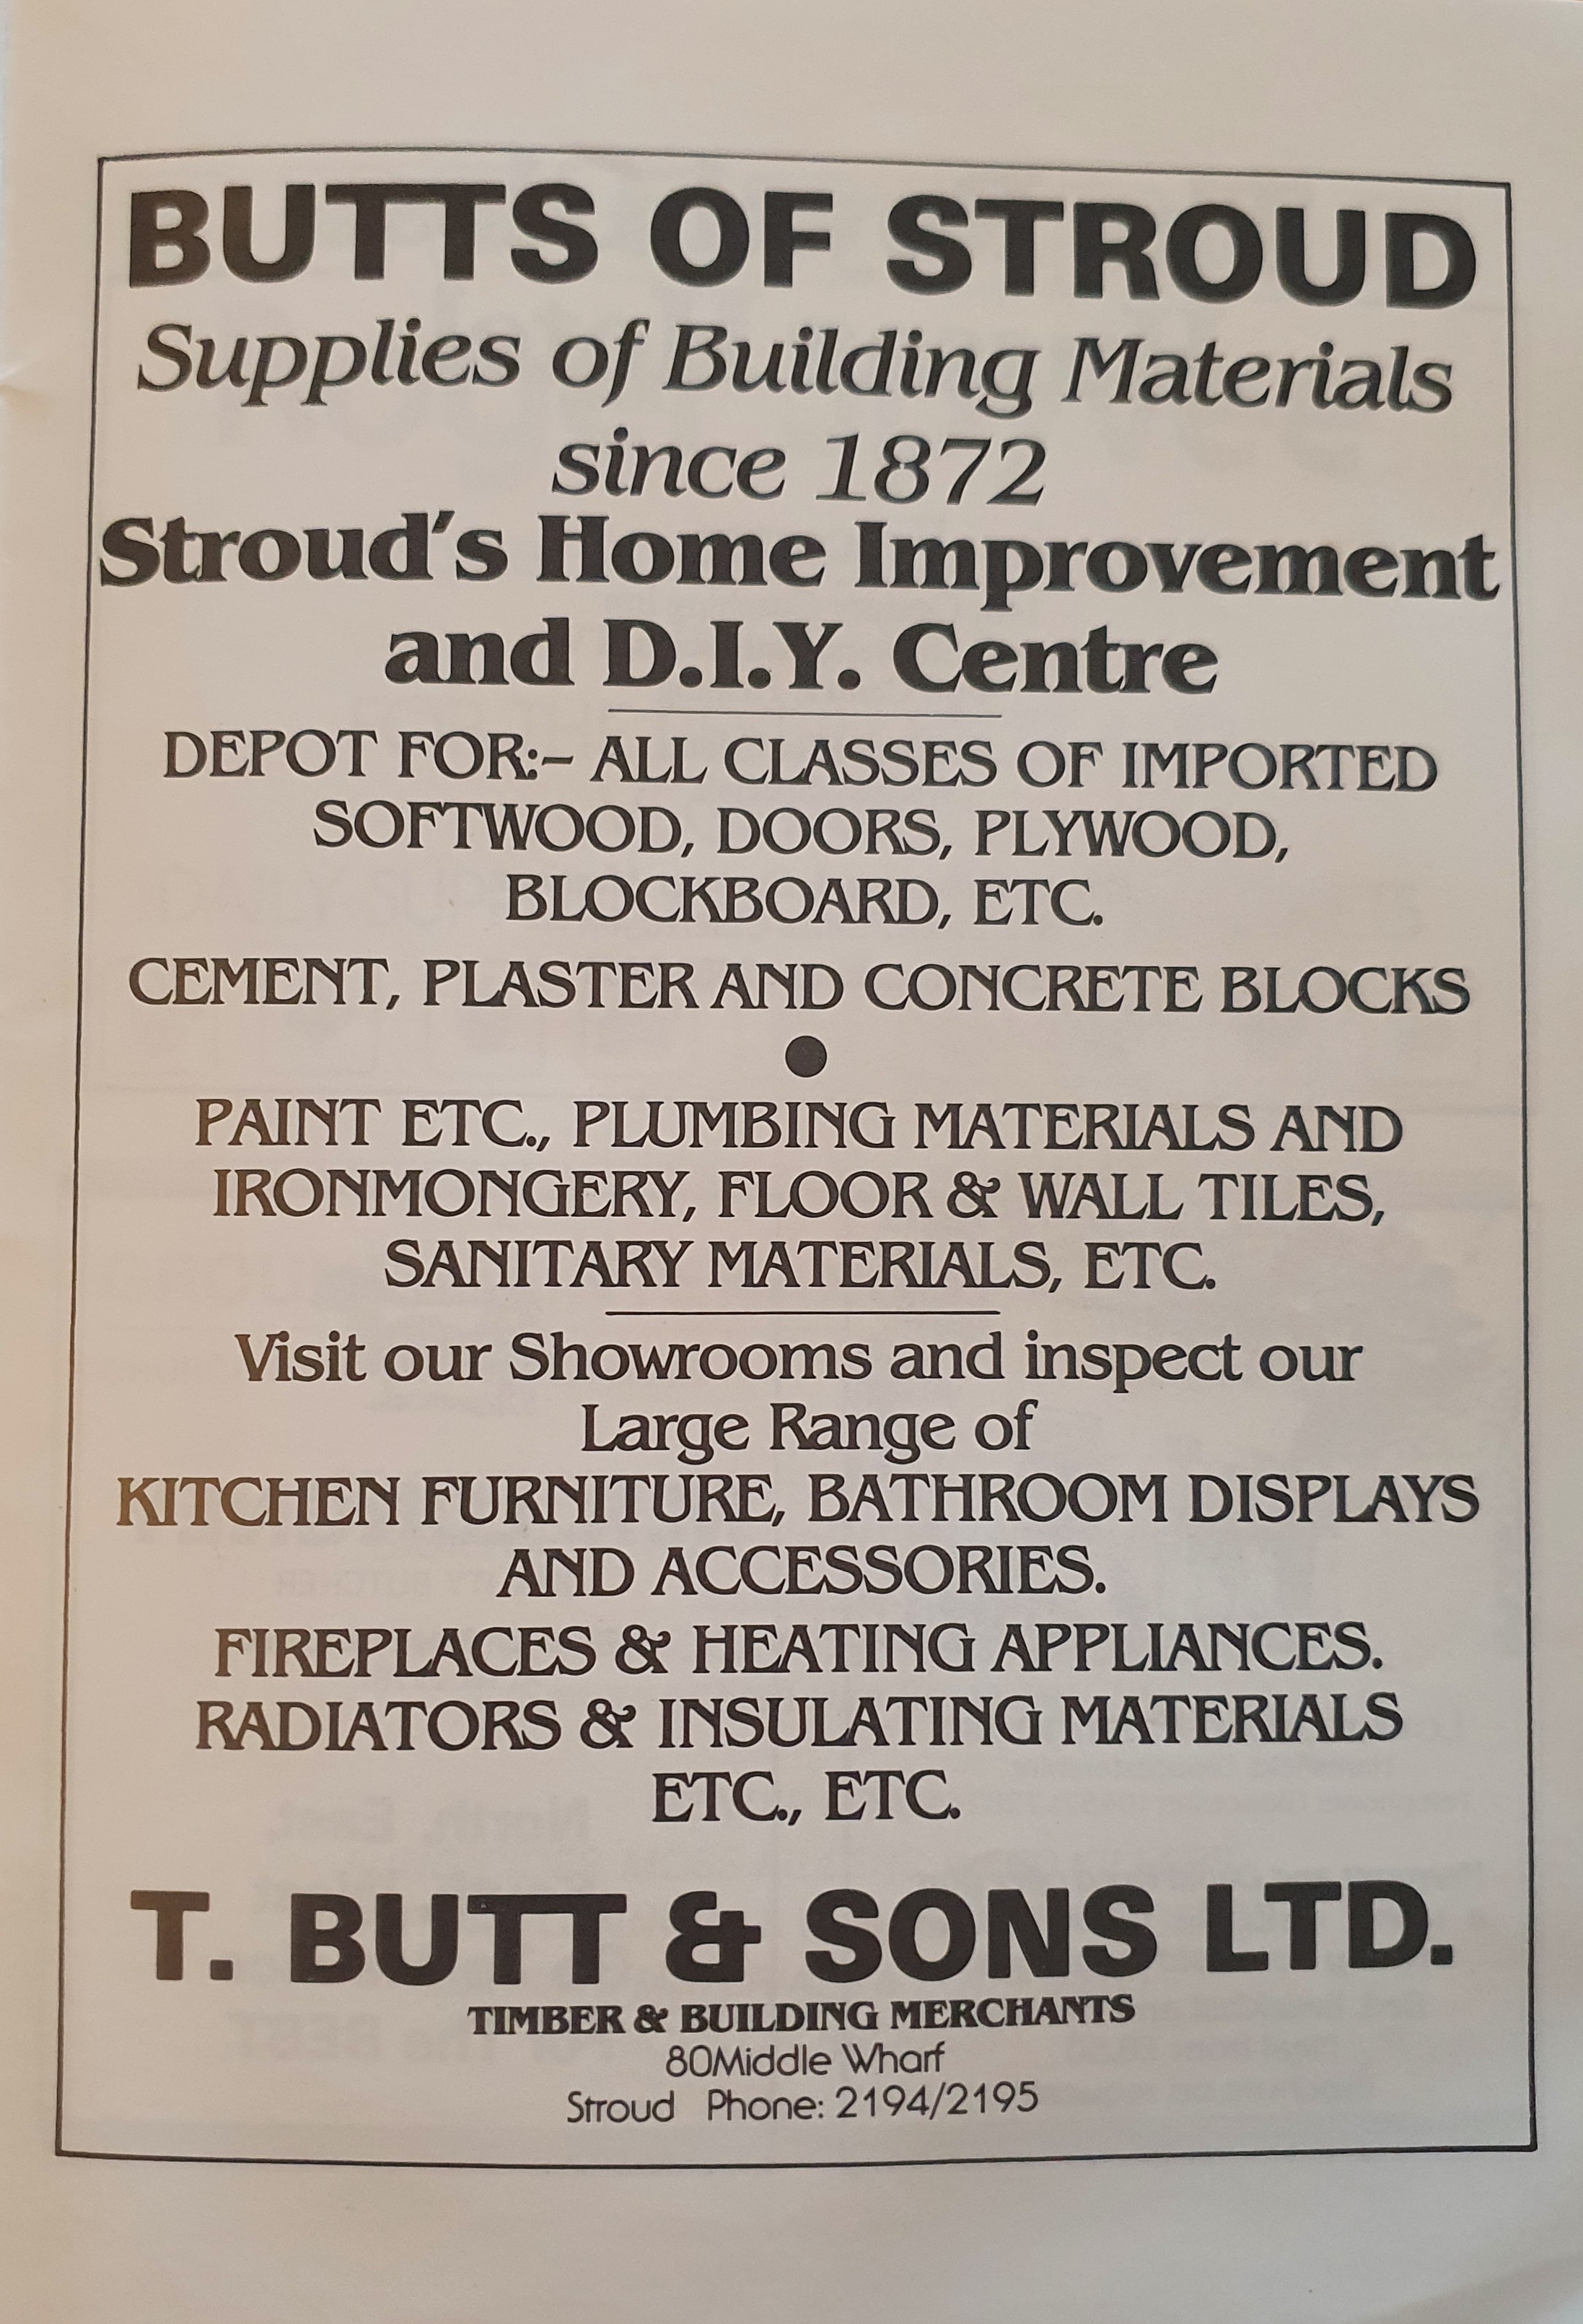 BUTTS OF STROUD
Supplies of Building Materials
since 1872
Stroud's Home Improvement
and D.I.Y. Centre
DEPOT FOR:– ALL CLASSES OF IMPORTED
SOFTWOOD, DOORS, PLYWOOD,
BLOCKBOARD, ETC.
CEMENT, PLASTER AND CONCRETE BLOCKS
●
PAINT ETC., PLUMBING MATERIALS AND
IRONMONGERY, FLOOR & WALL TILES,
SANITARY MATERIALS, ETC.
Visit our Showrooms and inspect our
Large Range of
KITCHEN FURNITURE, BATHROOM DISPLAYS
AND ACCESSORIES.
FIREPLACES & HEATING APPLIANCES.
RADIATORS & INSULATING MATERIALS
ETC., ETC.
T. BUTT & SONS LTD.
TIMBER & BUILDING MERCHANTS
80Middle Wharf
Stroud Phone: 2194/2195